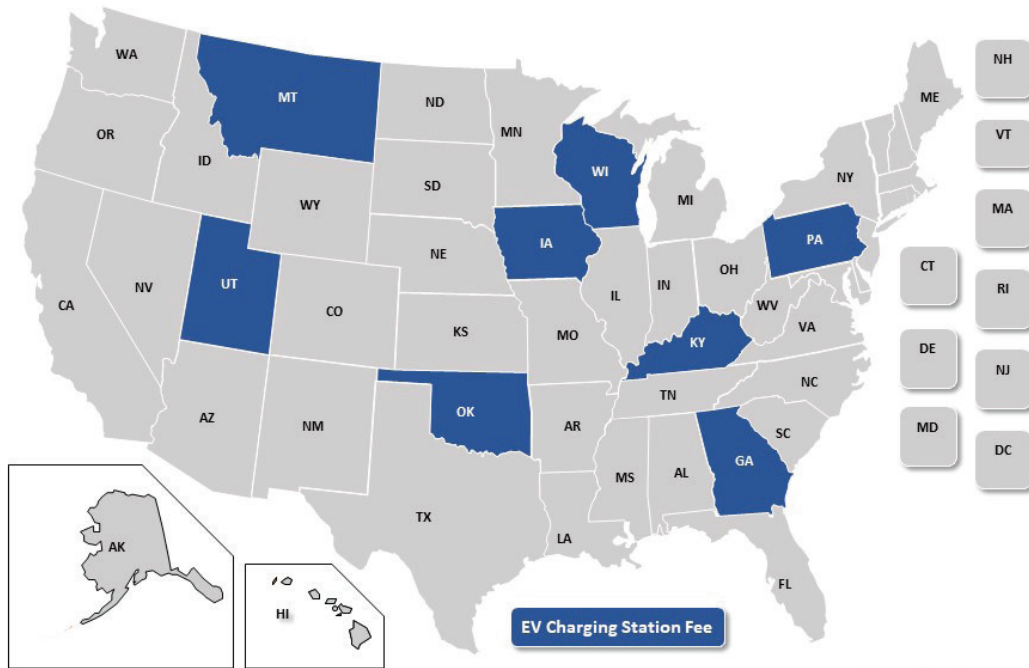 WA
MT
ND
MN
ME
NH
OR
ID
SD
WI
MI
NY
VT
WY
MA
NE
IA
PA
CT
NV
UT
CO
IL
IN
OH
WV
RI
CA
KS
MO
KY
VA
DE
NJ
AZ
NM
OK
AR
TN
NC
MD
DC
TX
LA
MS
AL
GA
SC
AK
FL
HI
EV Charging Station Fee